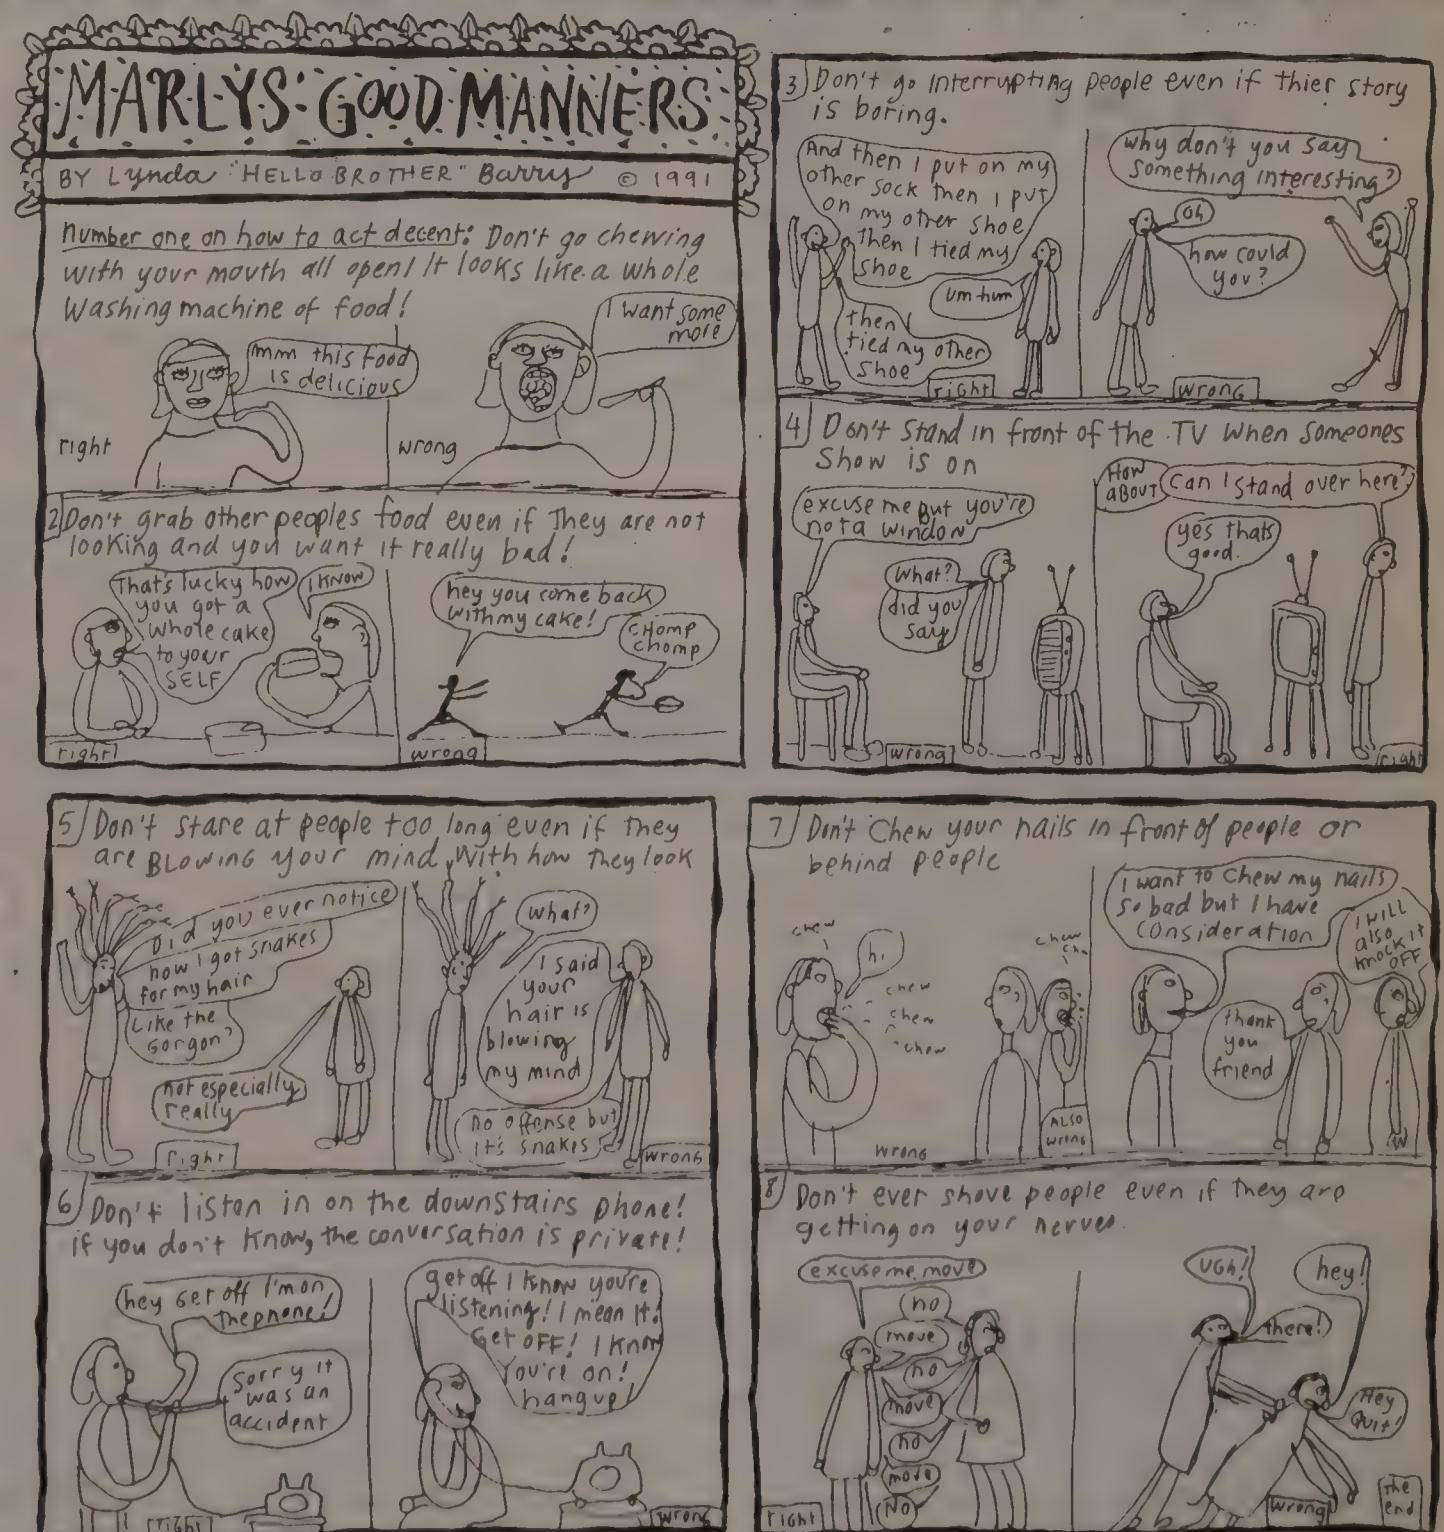 MARLYS' GOOD MANNERS
BY Lynda "HELLO BROTHER" Barry © 1991
number one on how to act decent: Don't go chewing
with your mouth all open! It looks like a whole
washing machine of food!
mm this food
is delicious
right
I want some
more
wrong
2 Don't grab other peoples food even if They are not
looking and you want it really bad!
That's lucky how
you got a
whole cake
to your
SELF
I KNOW
right
hey you come back
with my cake!
CHOMP
chomp
wrong
3 Don't go interrupting people even if thier story
is boring.
And then I put on my
other sock then I put
on my other shoe
Then I tied my
shoe
um hum
then I
tied my other
shoe
right
why don't you say
something interesting?
oh
how could
you?
wrong
4 Don't stand in front of the TV when someones
show is on
excuse me but you're
not a window
What?
did you
say
wrong
HOW
ABOUT
Can I stand over here?
yes thats
good.
right
5 Don't stare at people too long even if they
are BLOWING your mind with how they look
Did you ever notice
how I got snakes
for my hair
Like the
Gorgon?
not especially
really
right
what?
I said
your
hair is
blowing
my mind
no offense but
it's snakes
wrong
6 Don't liston in on the downstairs phone!
if you don't know, the conversation is private!
hey get off I'm on
the phone!
Sorry it
was an
accident
right
get off I know you're
listening! I mean it!
Get OFF! I know
You're on!
hang up!
wrong
7 Don't chew your nails in front of people or
behind people
chew
hi
chew
chew
chew
wrong
chew
ALSO
wrong
I want to chew my nails
so bad but I have
consideration
I WILL
also
knock it
OFF
thank
you
friend
8 Don't ever shove people even if they are
getting on your nerves.
excuse me move
no
move
no
move
no
move
No
right
UGh!
there!
hey!
Hey
Quit!
wrong
The
end